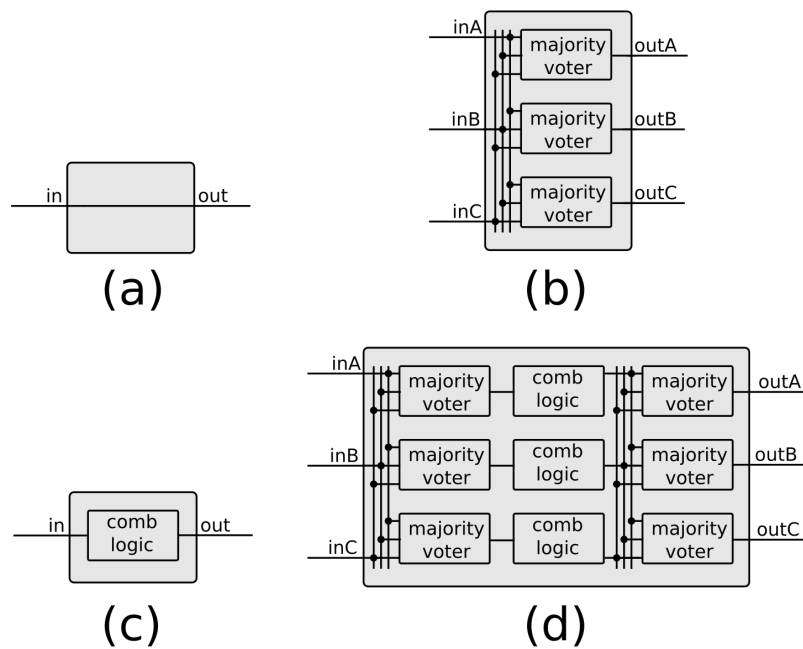 in out
(a)
inA majority voter outA
inB majority voter outB
inC majority voter outC
(b)
in comb logic out
(c)
inA majority voter comb logic majority voter outA
inB majority voter comb logic majority voter outB
inC majority voter comb logic majority voter outC
(d)